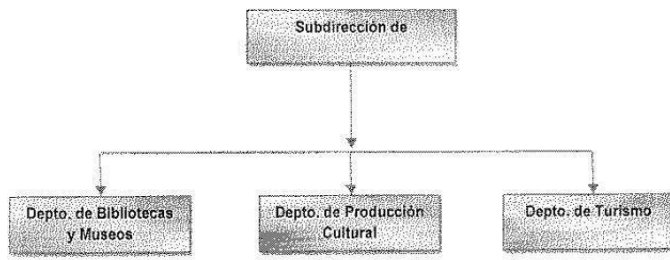 Subdirección de
Depto. de Bibliotecas
y Museos
Depto. de Producción
Cultural
Depto. de Turismo